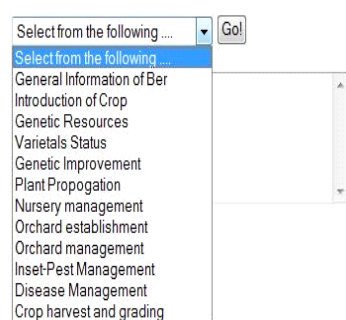 Select from the following .... Go!
Select from the following ....
General Information of Ber
Introduction of Crop
Genetic Resources
Varietals Status
Genetic Improvement
Plant Propogation
Nursery management
Orchard establishment
Orchard management
Inset-Pest Management
Disease Management
Crop harvest and grading